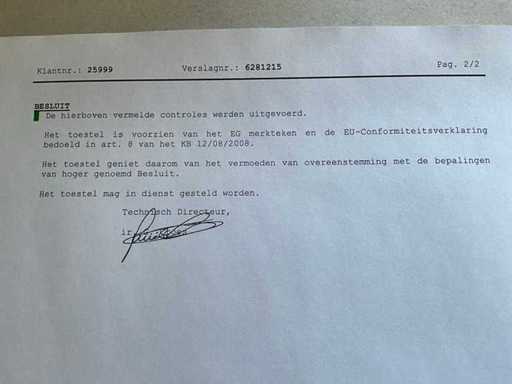 Klantnr.: 25999 Verslagnr.: 6281215 Pag. 2/2
BESLUIT
De hierboven vermelde controles werden uitgevoerd.
Het toestel is voorzien van het EG merkteken en de EU-Conformiteitsverklaring
bedoeld in art. 8 van het KB 12/08/2008.
Het toestel geniet daarom van het vermoeden van overeenstemming met de bepalingen
van hoger genoemd Besluit.
Het toestel mag in dienst gesteld worden.
Technisch Directeur,
ir.